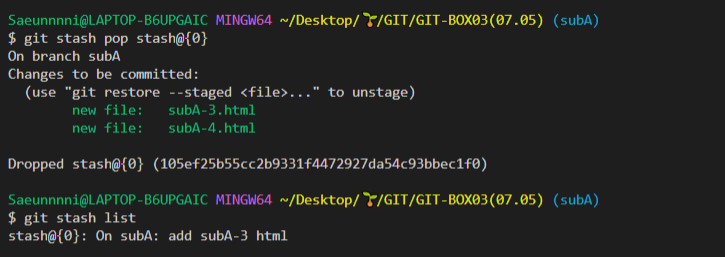 Saeunnnni@LAPTOP-B6UPGAIC MINGW64 ~/Desktop/🌱/GIT/GIT-BOX03(07.05) (subA)
$ git stash pop stash@{0}
On branch subA
Changes to be committed:
  (use "git restore --staged <file>..." to unstage)
        new file:   subA-3.html
        new file:   subA-4.html

Dropped stash@{0} (105ef25b55cc2b9331f4472927da54c93bbec1f0)

Saeunnnni@LAPTOP-B6UPGAIC MINGW64 ~/Desktop/🌱/GIT/GIT-BOX03(07.05) (subA)
$ git stash list
stash@{0}: On subA: add subA-3 html